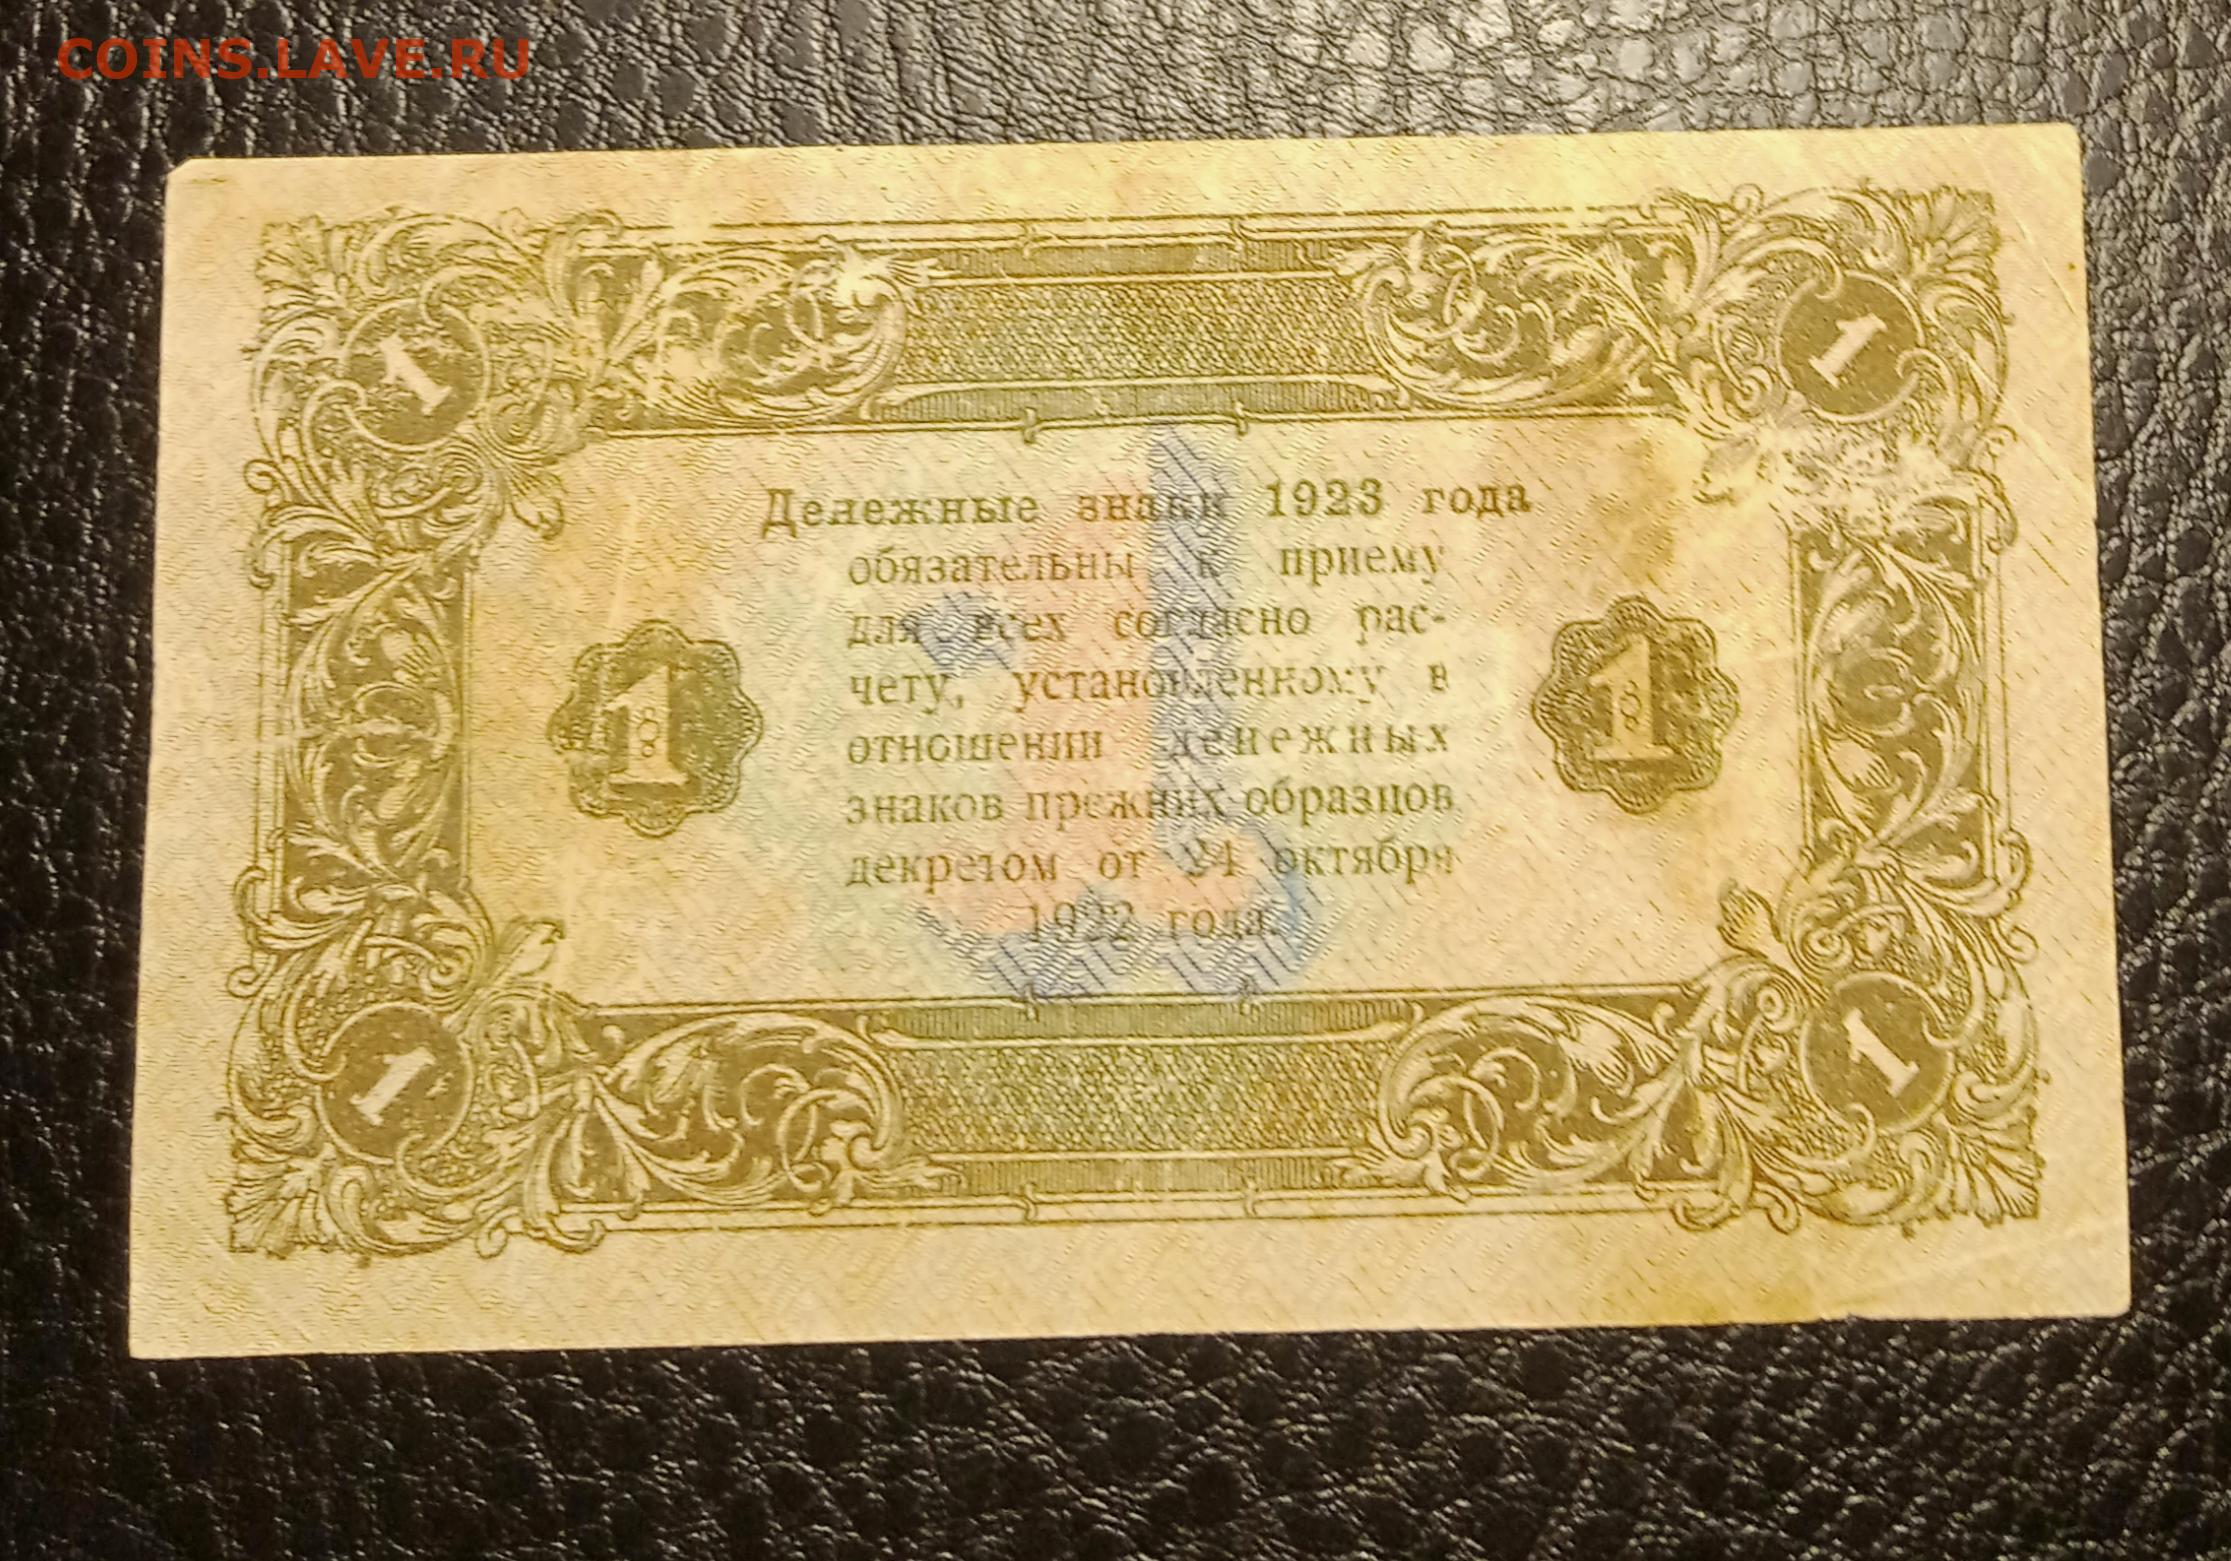 COINS.LAVE.RU
1 1
Денежные знаки 1923 года
обязательны к приему
для всех согласно рас-
чету, установленному в
отношении денежных
знаков прежних образцов
декретом от 24 октября
1922 года.
1 1
1
1 1